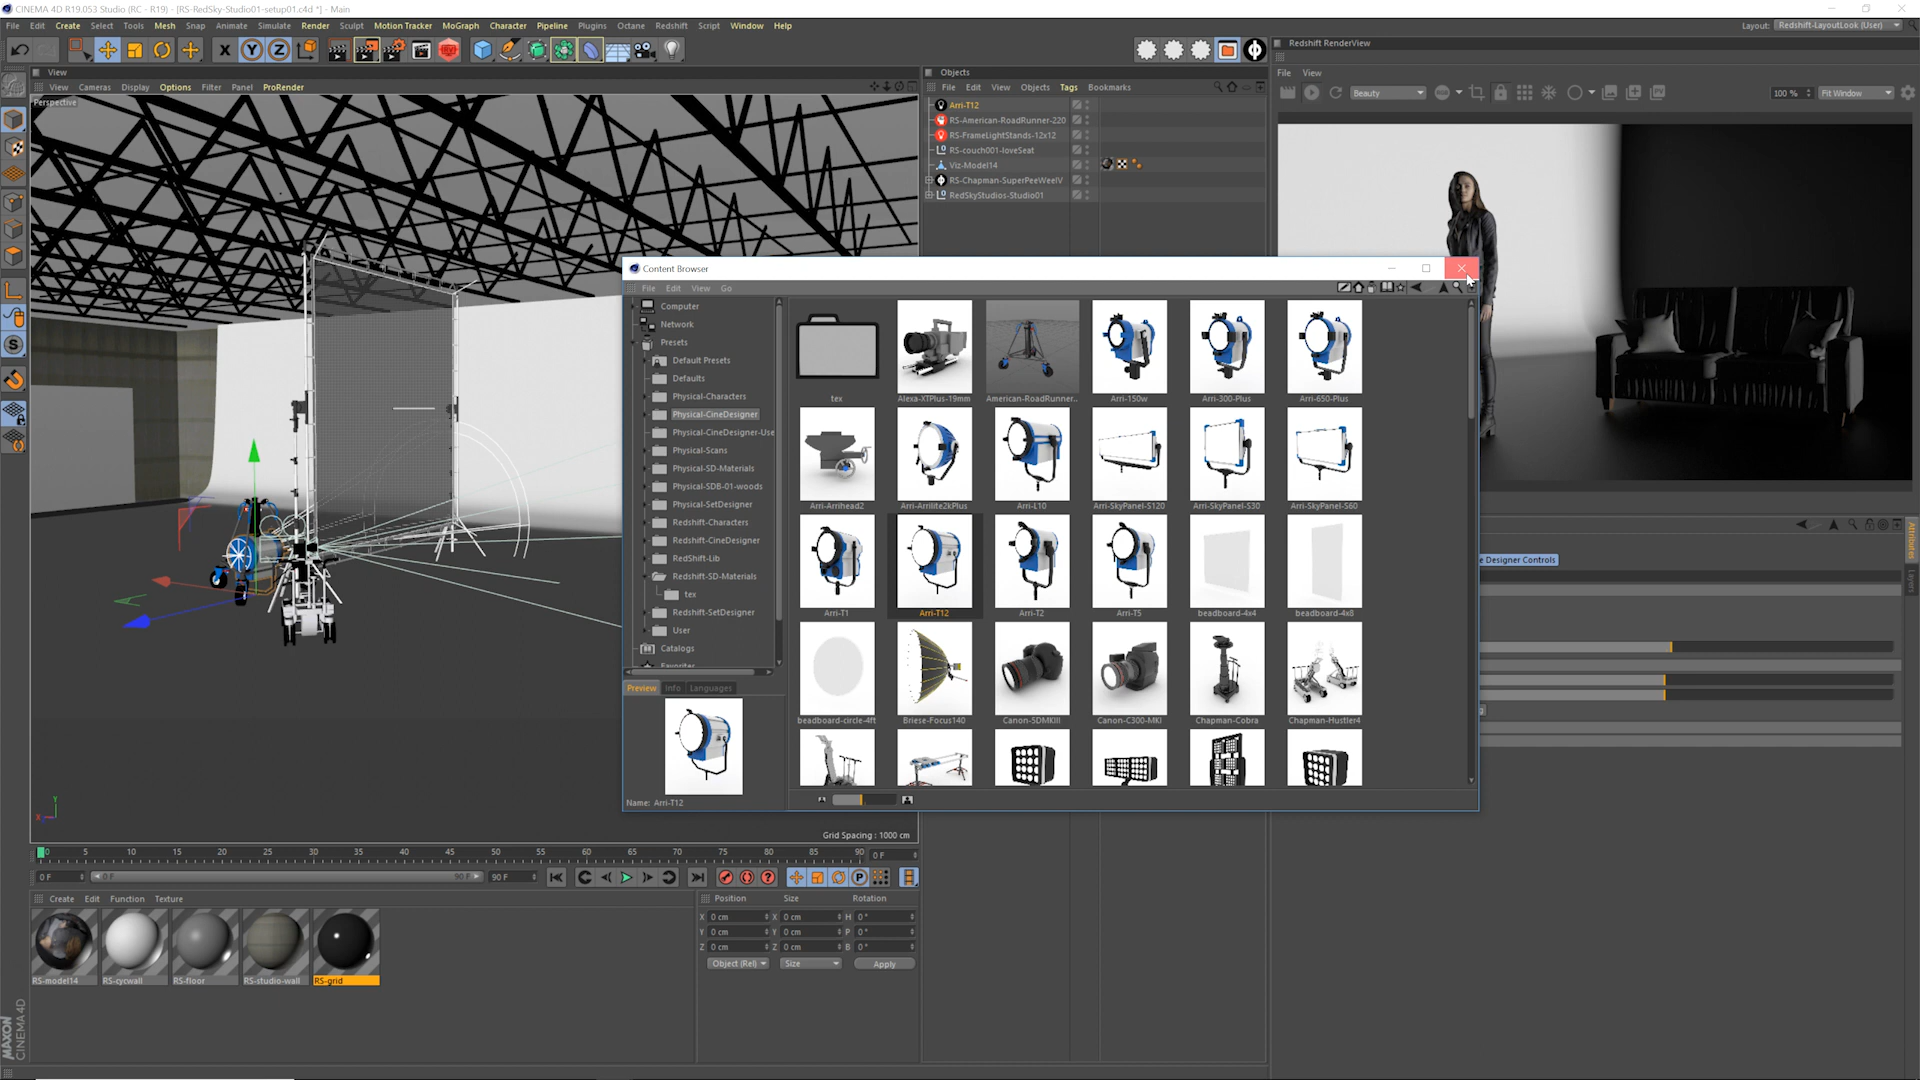 CINEMA 4D R19.053 Studio (RC - R19) - [RS-RedSky-Studio01-setup01.c4d *] - Main
File Edit Create Select Tools Mesh Snap Animate Simulate Render Sculpt Motion Tracker MoGraph Character Pipeline Plugins Octane Redshift Script Window Help
Layout: Redshift-LayoutLook (User)
X Y Z
View
View Cameras Display Options Filter Panel ProRender
Perspective
Objects
File Edit View Objects Tags Bookmarks
Arri-T12
RS-American-RoadRunner-220
RS-FrameLightStands-12x12
RS-couch001-loveSeat
Viz-Model14
RS-Chapman-SuperPeeWeeIV
RedSkyStudios-Studio01
Redshift RenderView
File View
Beauty
100 %
Fit Window
Content Browser
File Edit View Go
Computer
Network
Presets
Default Presets
Defaults
Physical-Characters
Physical-CineDesigner
Physical-CineDesigner-Use
Physical-Scans
Physical-SD-Materials
Physical-SDB-01-woods
Physical-SetDesigner
Redshift-Characters
Redshift-CineDesigner
RedShift-Lib
Redshift-SD-Materials
tex
Redshift-SetDesigner
User
Catalogs
Favorites
Preview Info Languages
Name: Arri-T12
tex Alexa-XTPlus-19mm American-RoadRunner.. Arri-150w Arri-300-Plus Arri-650-Plus
Arri-Arrihead2 Arri-Arrilite2kPlus Arri-L10 Arri-SkyPanel-S120 Arri-SkyPanel-S30 Arri-SkyPanel-S60
Arri-T1 Arri-T12 Arri-T2 Arri-T5 beadboard-4x4 beadboard-4x8
beadboard-circle-4ft Briese-Focus140 Canon-5DMKIII Canon-C300-MKI Chapman-Cobra Chapman-Hustler4
e Designer Controls
Attributes
Layers
Y
X
Grid Spacing : 1000 cm
0 5 10 15 20 25 30 35 40 45 50 55 60 65 70 75 80 85 90
0 F
0 F 0 F 90 F 90 F
P
Create Edit Function Texture
RS-model14 RS-cycwall RS-floor RS-studio-wall RS-grid
Position Size Rotation
X 0 cm X 0 cm H 0 °
Y 0 cm Y 0 cm P 0 °
Z 0 cm Z 0 cm B 0 °
Object (Rel) Size Apply
MAXON
CINEMA 4D